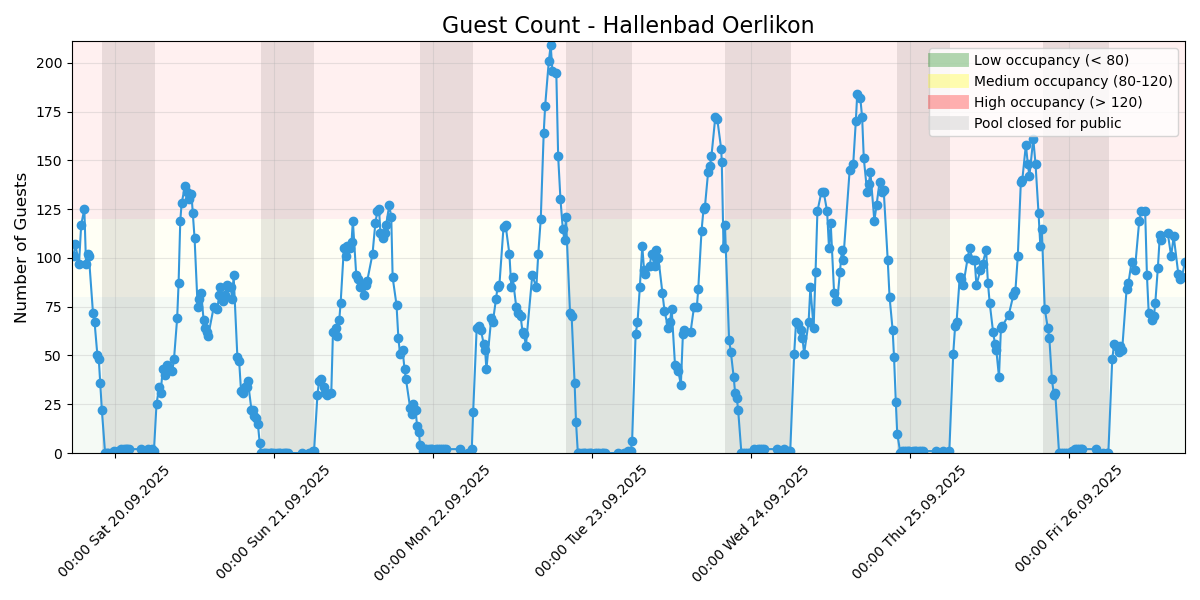 Guest Count - Hallenbad Oerlikon
Number of Guests
200
175
150
125
100
75
50
25
0
Low occupancy (< 80)
Medium occupancy (80-120)
High occupancy (> 120)
Pool closed for public
00:00 Sat 20.09.2025
00:00 Sun 21.09.2025
00:00 Mon 22.09.2025
00:00 Tue 23.09.2025
00:00 Wed 24.09.2025
00:00 Thu 25.09.2025
00:00 Fri 26.09.2025